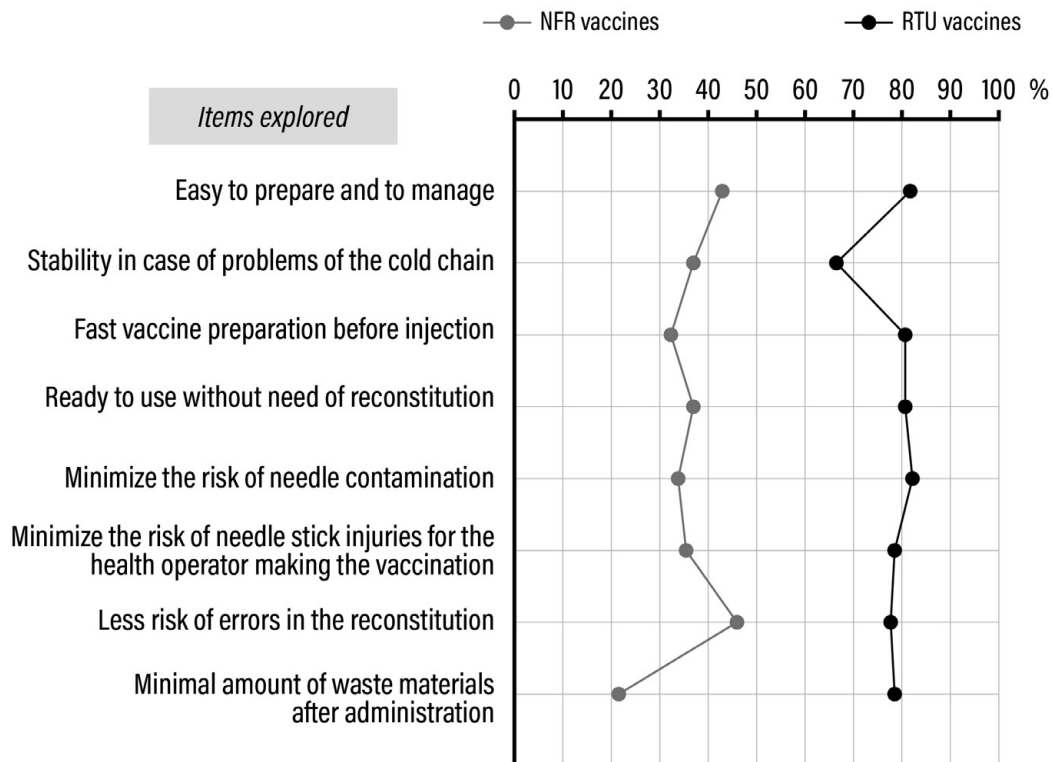 NFR vaccines
RTU vaccines
0 10 20 30 40 50 60 70 80 90 100 %
Items explored
Easy to prepare and to manage
Stability in case of problems of the cold chain
Fast vaccine preparation before injection
Ready to use without need of reconstitution
Minimize the risk of needle contamination
Minimize the risk of needle stick injuries for the
health operator making the vaccination
Less risk of errors in the reconstitution
Minimal amount of waste materials
after administration